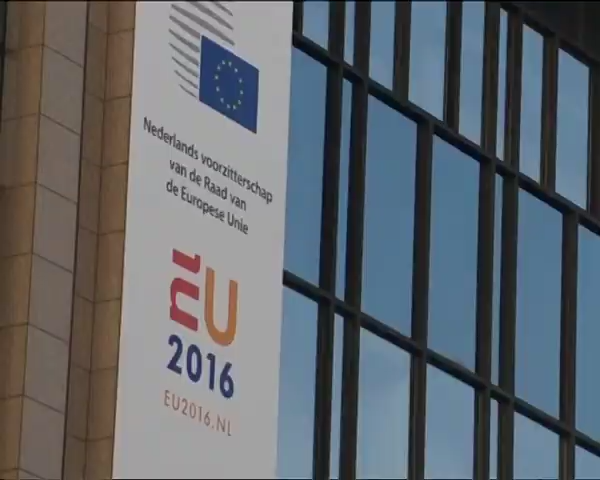 Nederlands voorzitterschap
van de Raad van
de Europese Unie
EU
2016
EU2016.NL